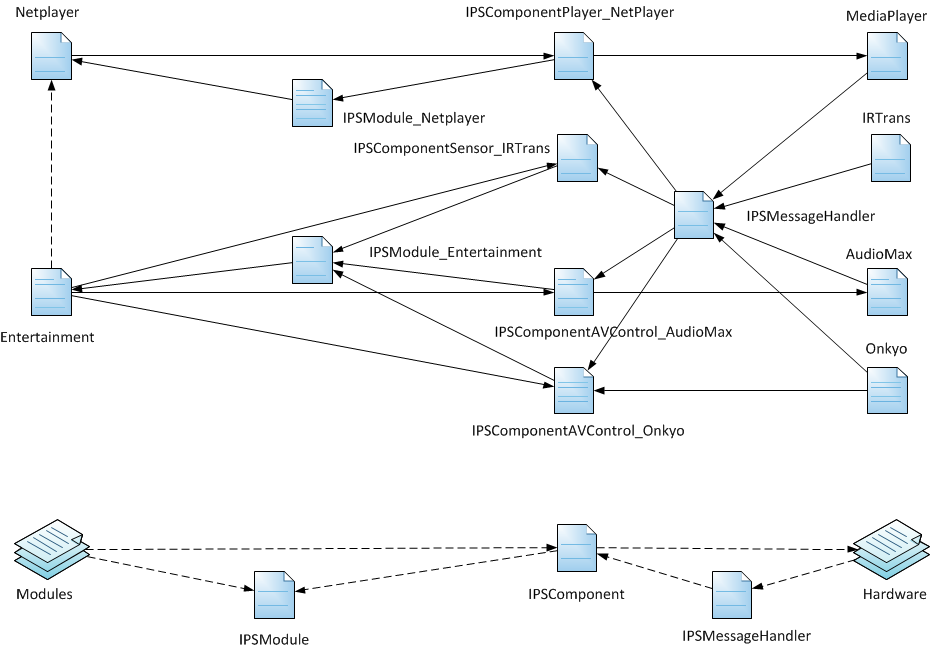 Netplayer
IPSComponentPlayer_NetPlayer
MediaPlayer
IPSModule_Netplayer
IRTrans
IPSComponentSensor_IRTrans
IPSMessageHandler
IPSModule_Entertainment
AudioMax
Entertainment
IPSComponentAVControl_AudioMax
Onkyo
IPSComponentAVControl_Onkyo
Modules
IPSComponent
Hardware
IPSModule
IPSMessageHandler